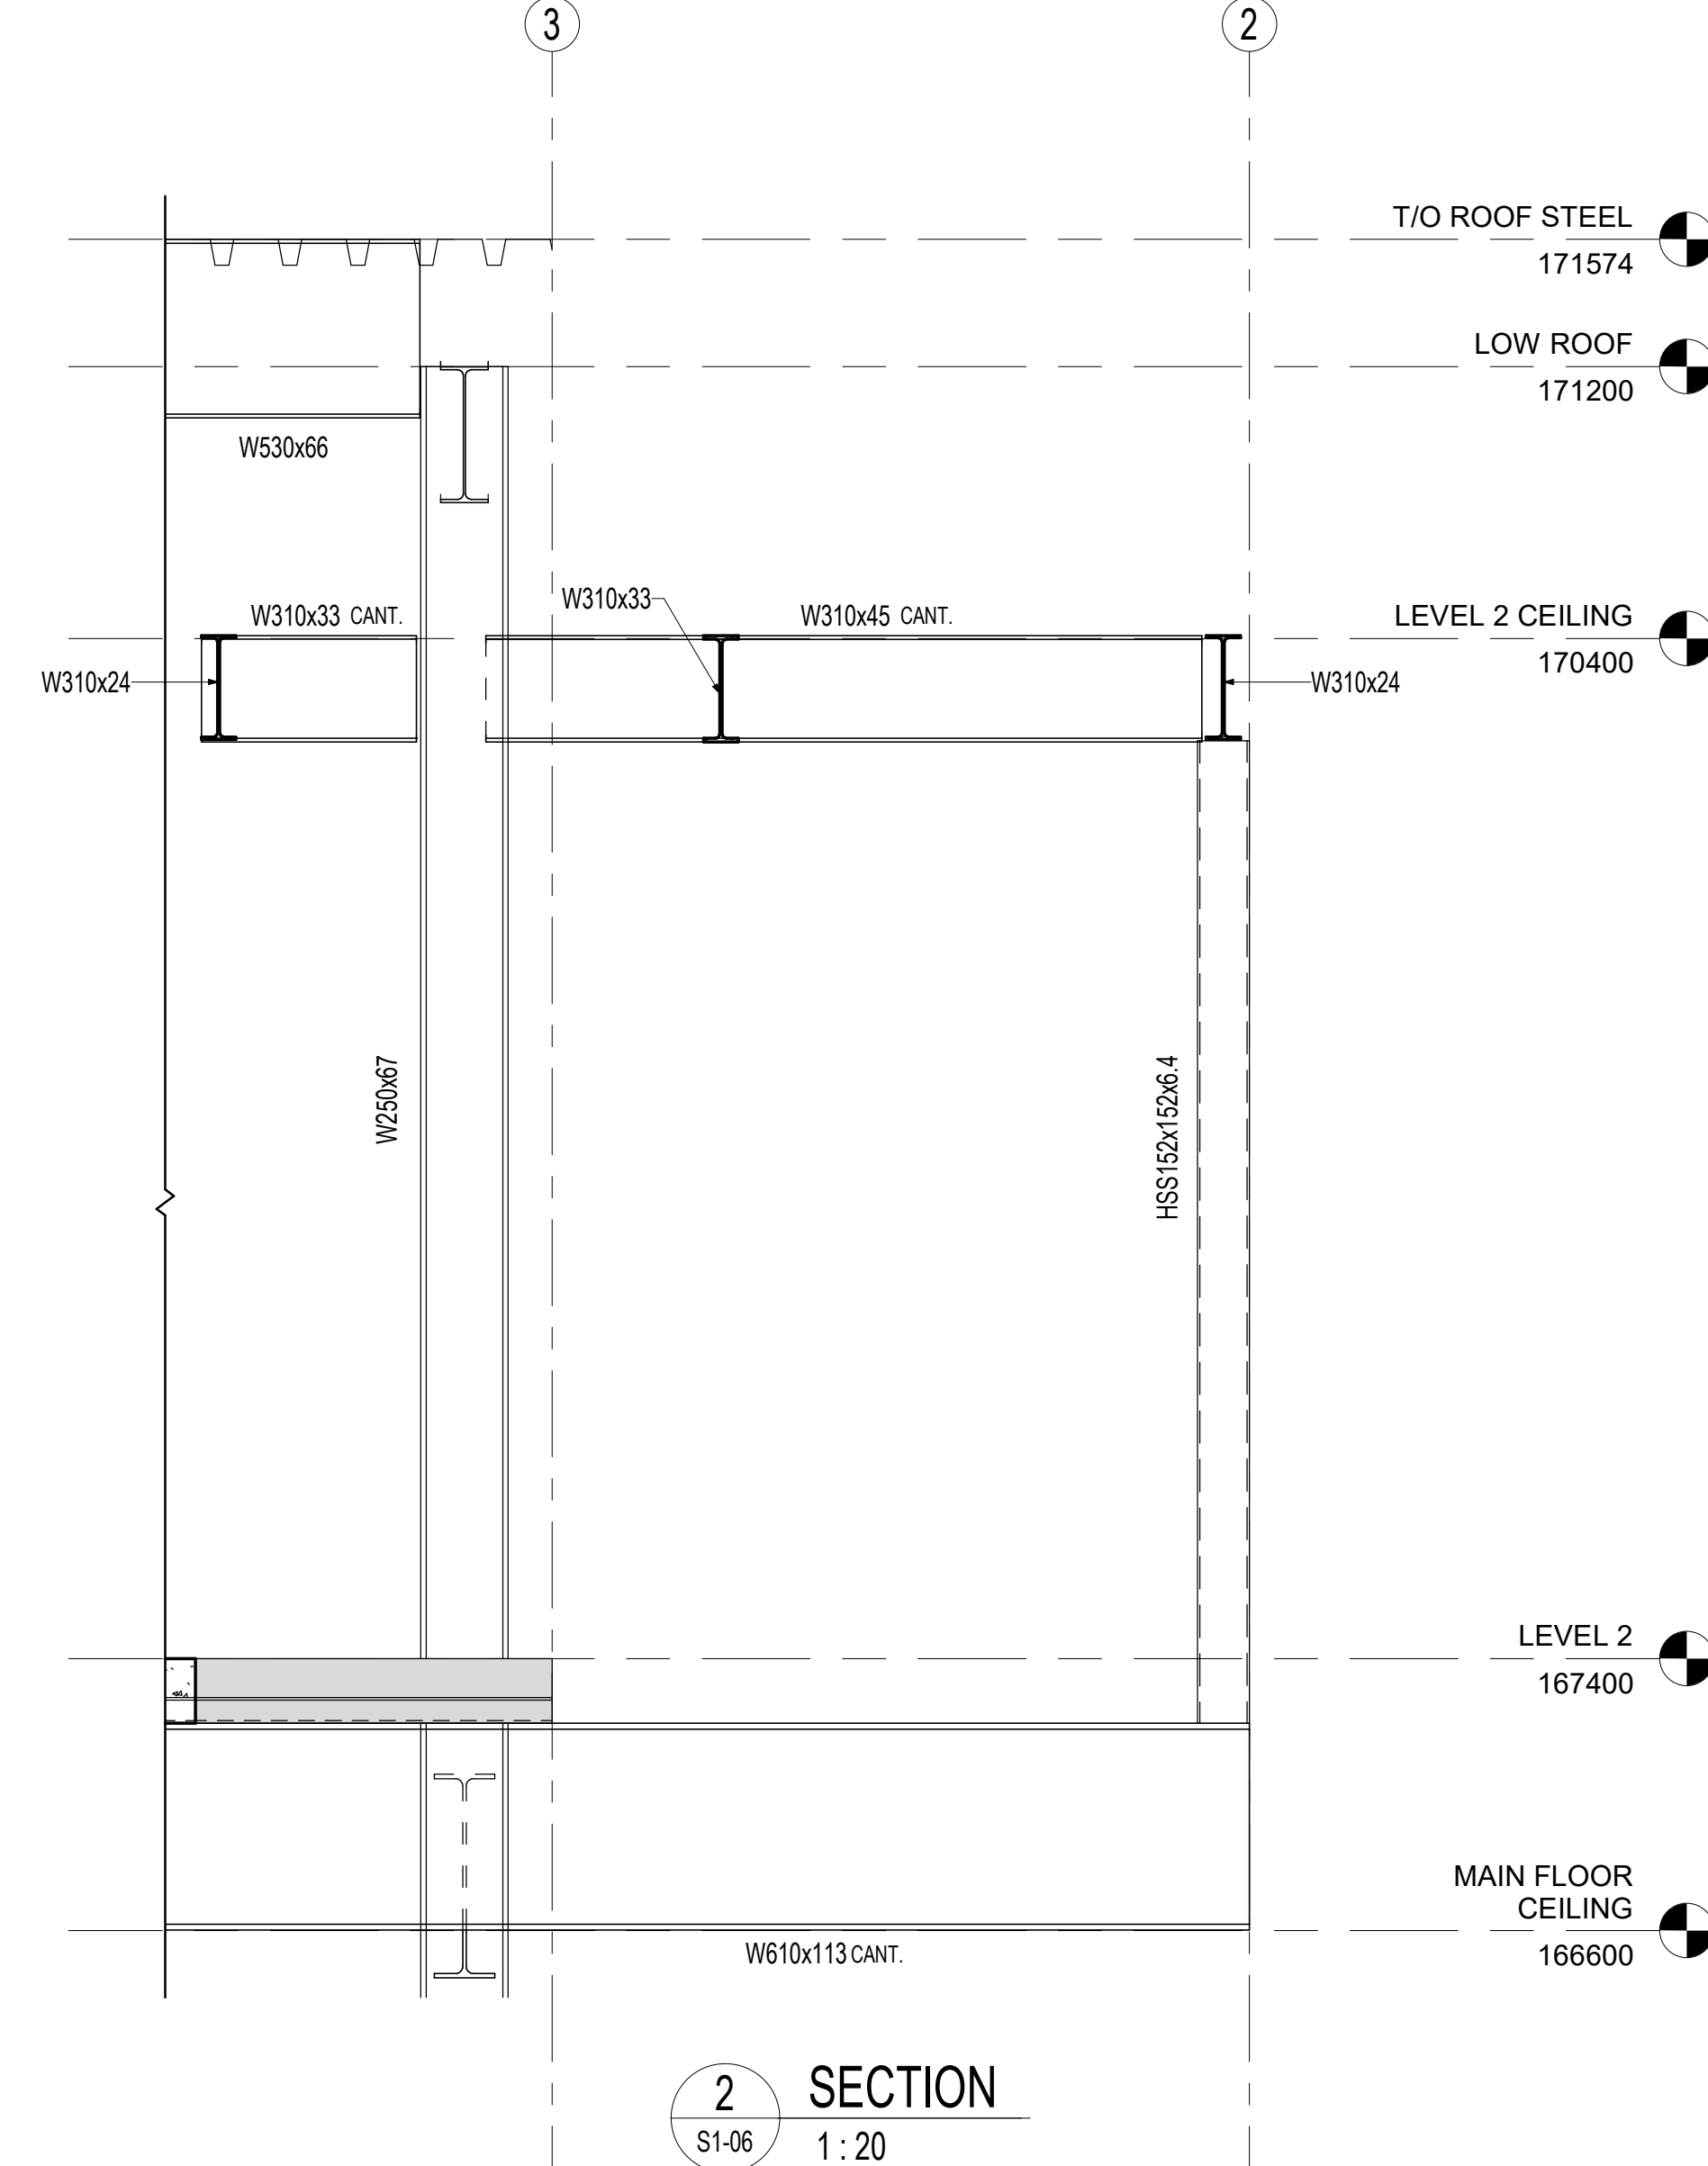 3
2
T/O ROOF STEEL
171574
LOW ROOF
171200
W530x66
W310x33
W310x33 CANT.
W310x45 CANT.
LEVEL 2 CEILING
170400
W310x24
W310x24
W250x67
HSS152x152x6.4
LEVEL 2
167400
MAIN FLOOR
CEILING
166600
W610x113 CANT.
2
S1-06
SECTION
1 : 20